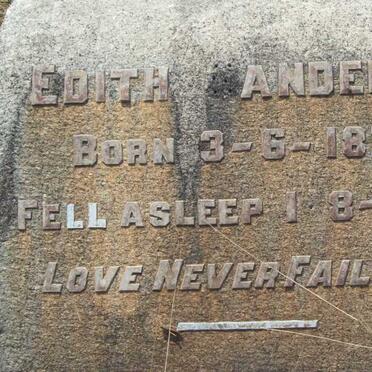 EDITH ANDE
BORN 3-6-18
FELL ASLEEP 1·8-
LOVE NEVER FAIL